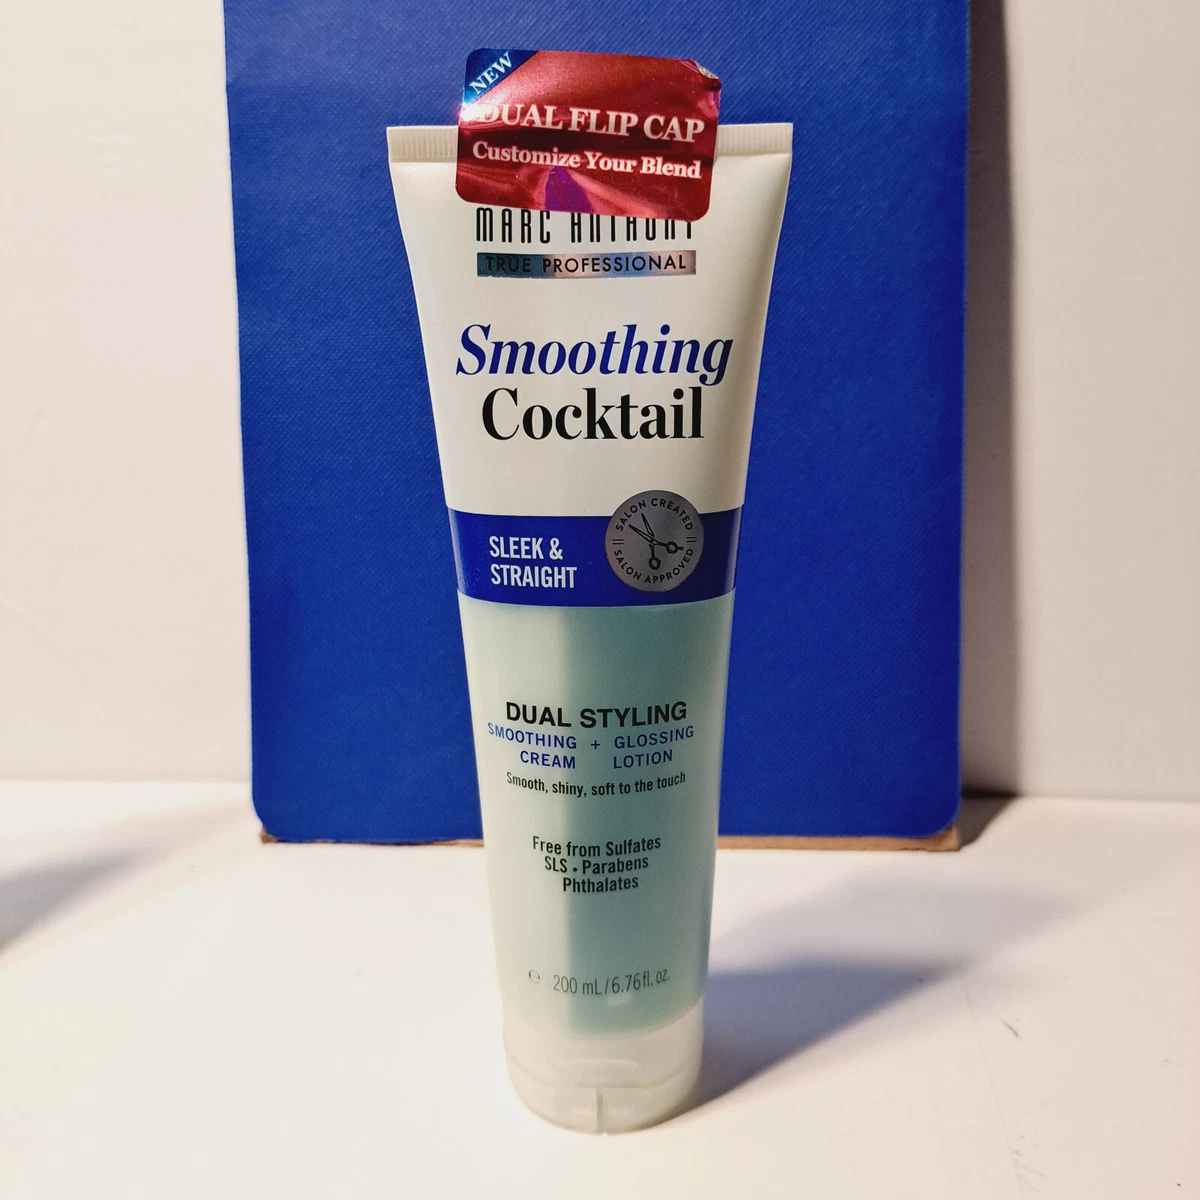 NEW
DUAL FLIP CAP
Customize Your Blend
MARC ANTHONY
TRUE PROFESSIONAL
Smoothing
Cocktail
SLEEK &
STRAIGHT
SALON CREATED
SALON APPROVED
DUAL STYLING
SMOOTHING + GLOSSING
CREAM LOTION
Smooth, shiny, soft to the touch
Free from Sulfates
SLS • Parabens
Phthalates
℮ 200 mL/6.76fl. oz.